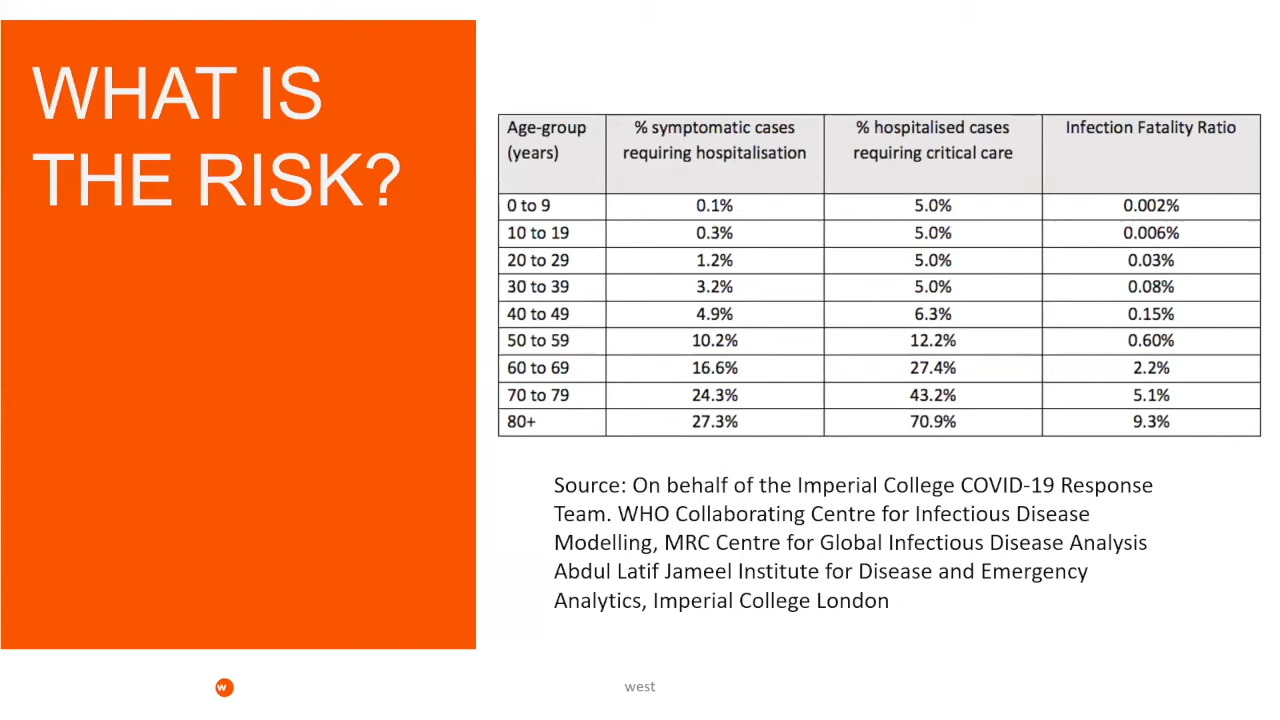 WHAT IS
THE RISK?
Age-group (years) % symptomatic cases requiring hospitalisation % hospitalised cases requiring critical care Infection Fatality Ratio
0 to 9 0.1% 5.0% 0.002%
10 to 19 0.3% 5.0% 0.006%
20 to 29 1.2% 5.0% 0.03%
30 to 39 3.2% 5.0% 0.08%
40 to 49 4.9% 6.3% 0.15%
50 to 59 10.2% 12.2% 0.60%
60 to 69 16.6% 27.4% 2.2%
70 to 79 24.3% 43.2% 5.1%
80+ 27.3% 70.9% 9.3%
Source: On behalf of the Imperial College COVID-19 Response
Team. WHO Collaborating Centre for Infectious Disease
Modelling, MRC Centre for Global Infectious Disease Analysis
Abdul Latif Jameel Institute for Disease and Emergency
Analytics, Imperial College London
w
west